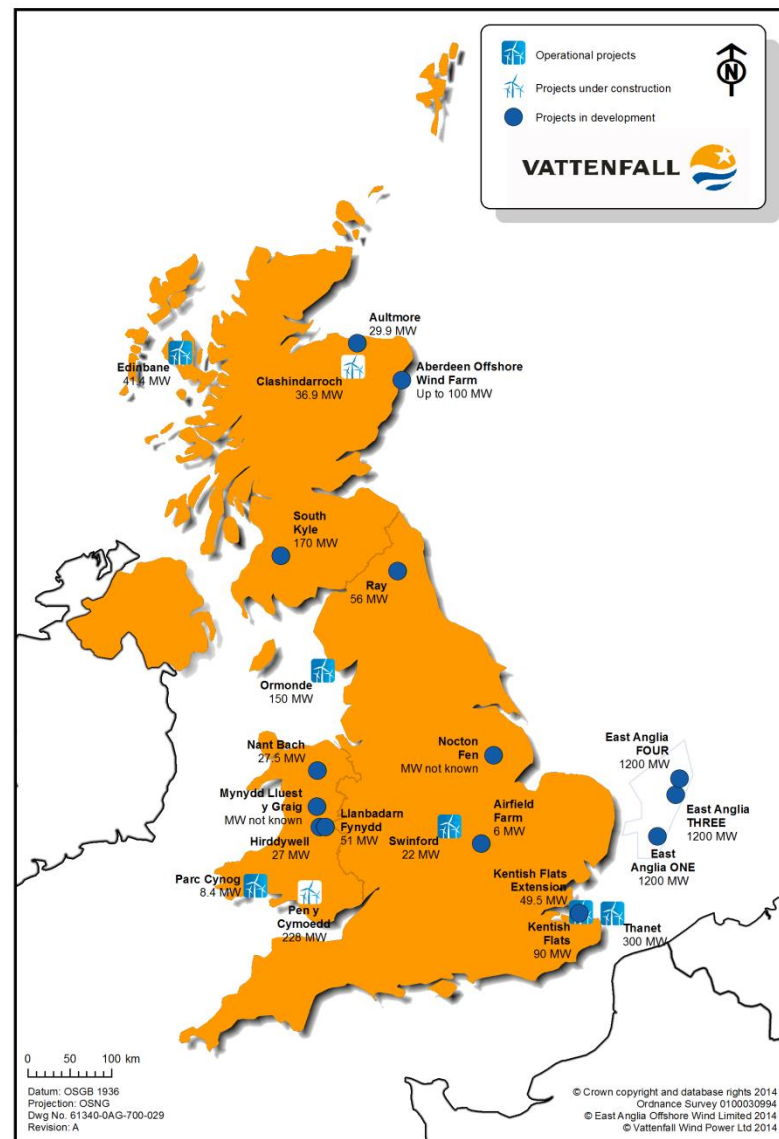 Operational projects
Projects under construction
Projects in development
N
VATTENFALL
Aultmore
29.9 MW
Edinbane
41.4 MW
Clashindarroch
36.9 MW
Aberdeen Offshore
Wind Farm
Up to 100 MW
South
Kyle
170 MW
Ray
56 MW
Ormonde
150 MW
Nant Bach
27.5 MW
Nocton
Fen
MW not known
East Anglia
FOUR
1200 MW
Mynydd Lluest
y Graig
MW not known
East Anglia
THREE
1200 MW
Airfield
Farm
6 MW
Llanbadarn
Fynydd
51 MW
Hirddywell
27 MW
Swinford
22 MW
East
Anglia ONE
1200 MW
Kentish Flats
Extension
49.5 MW
Parc Cynog
8.4 MW
Pen y
Cymoedd
228 MW
Kentish
Flats
90 MW
Thanet
300 MW
0 50 100 km
Datum: OSGB 1936
Projection: OSNG
Dwg No. 61340-0AG-700-029
Revision: A
© Crown copyright and database rights 2014
Ordnance Survey 0100030994
© East Anglia Offshore Wind Limited 2014
© Vattenfall Wind Power Ltd 2014